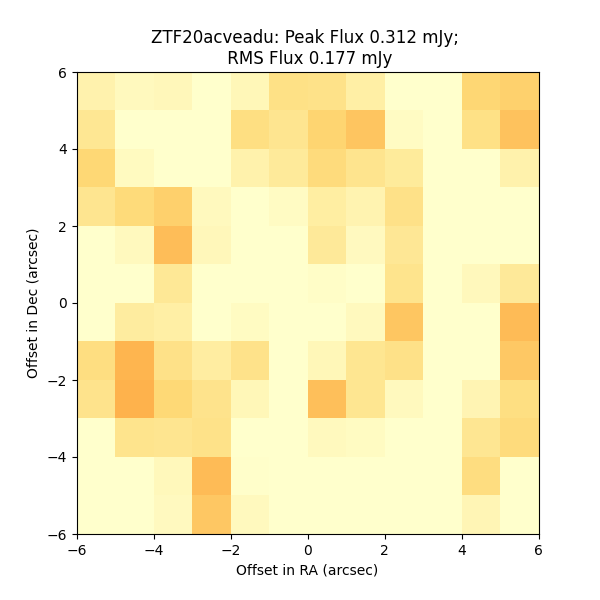 ZTF20acveadu: Peak Flux 0.312 mJy;
RMS Flux 0.177 mJy
6
4
2
0
−2
−4
−6
Offset in Dec (arcsec)
−6 −4 −2 0 2 4 6
Offset in RA (arcsec)